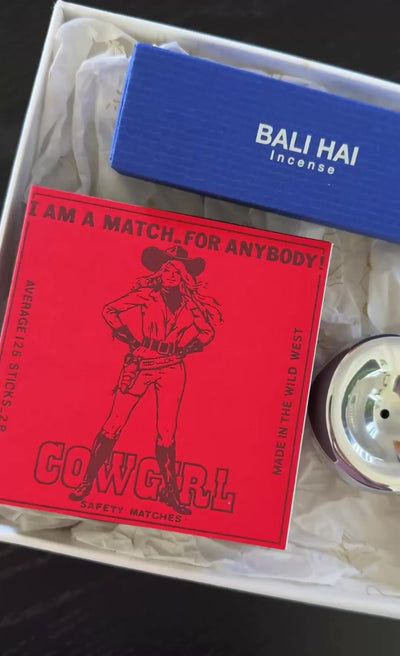 BALI HAI
Incense
I AM A MATCH-FOR ANYBODY!
AVERAGE 125 STICKS-2P.
MADE IN THE WILD WEST
COWGIRL
SAFETY MATCHES